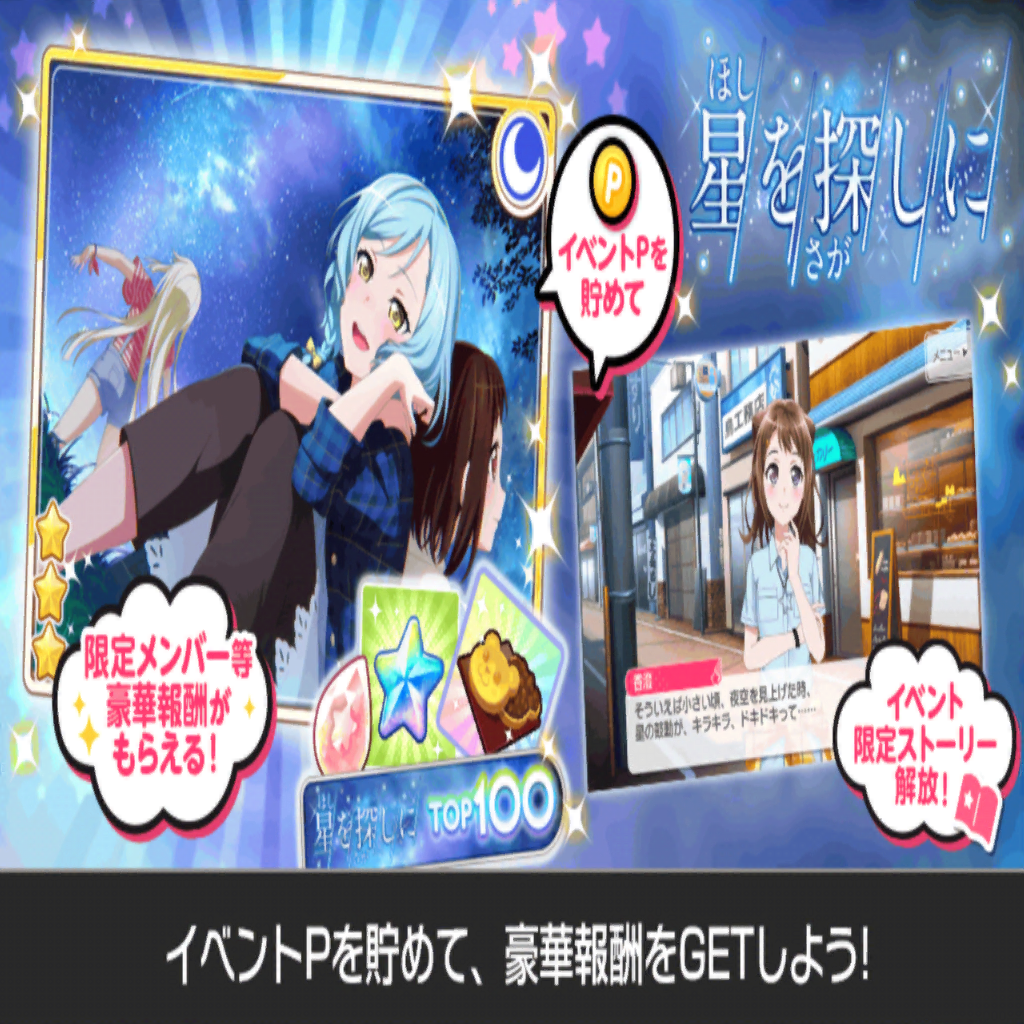 ほし
星を探しに
さが
P
イベントPを
貯めて
メニュー
鳥工務店
香澄
そういえば小さい頃、夜空を見上げた時、
星の鼓動が、キラキラ、ドキドキって……
限定メンバー等
豪華報酬が
もらえる!
イベント
限定ストーリー
解放!
星を探しに TOP100
イベントPを貯めて、豪華報酬をGETしよう!